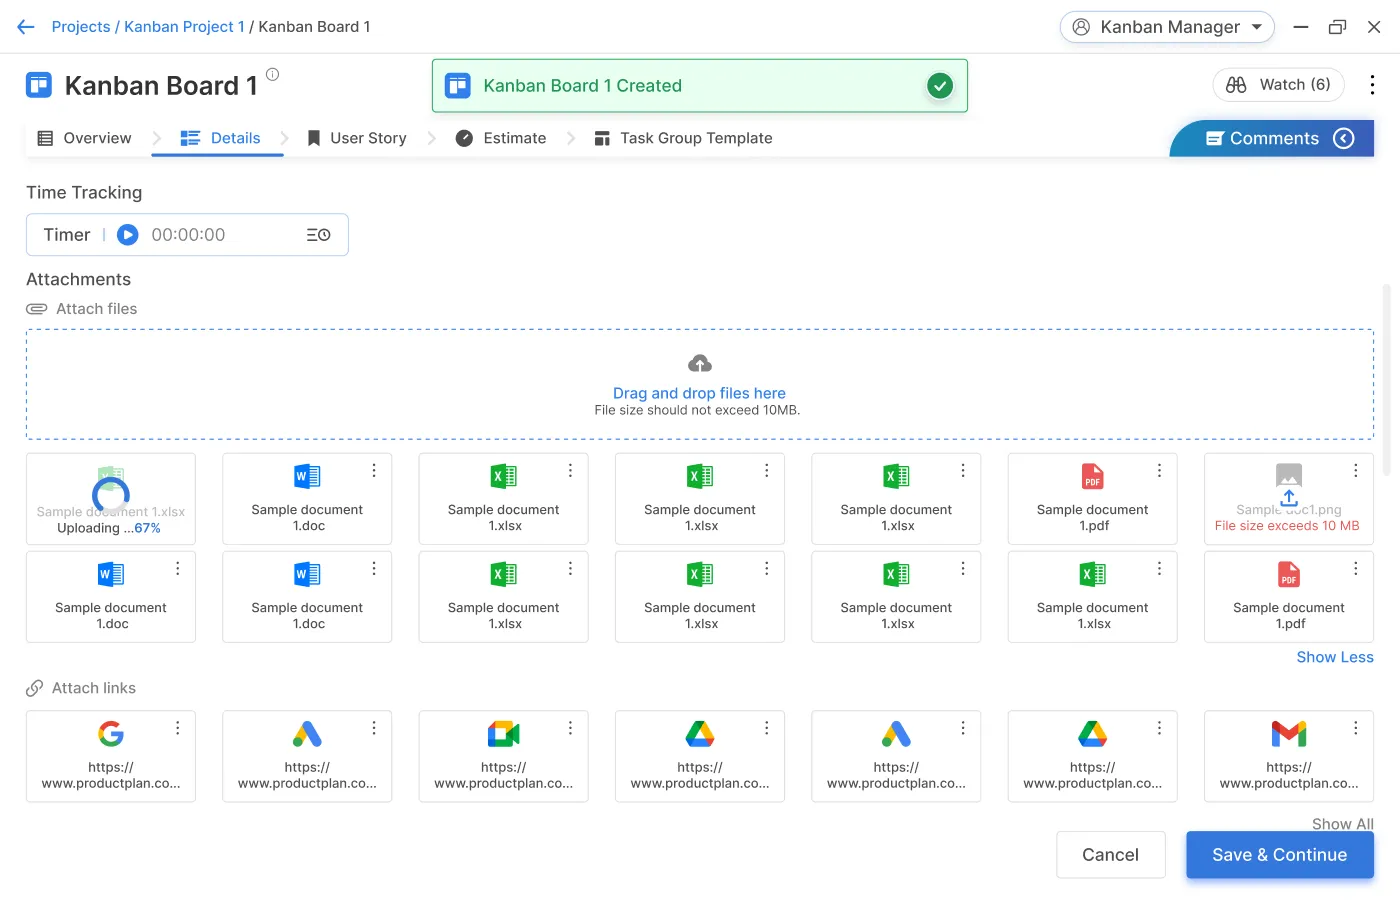 Projects / Kanban Project 1 / Kanban Board 1
Kanban Manager
Kanban Board 1
Kanban Board 1 Created
Watch (6)
Overview
Details
User Story
Estimate
Task Group Template
Comments
Time Tracking
Timer
00:00:00
Attachments
Attach files
Drag and drop files here
File size should not exceed 10MB.
Sample document 1.xlsx
Uploading ...67%
Sample document
1.doc
Sample document
1.xlsx
Sample document
1.xlsx
Sample document
1.xlsx
PDF
Sample document
1.pdf
Sample doc1.png
File size exceeds 10 MB
Sample document
1.doc
Sample document
1.doc
Sample document
1.xlsx
Sample document
1.xlsx
Sample document
1.xlsx
Sample document
1.xlsx
PDF
Sample document
1.pdf
Show Less
Attach links
https://
www.productplan.co...
https://
www.productplan.co...
https://
www.productplan.co...
https://
www.productplan.co...
https://
www.productplan.co...
https://
www.productplan.co...
https://
www.productplan.co...
Show All
Cancel
Save & Continue